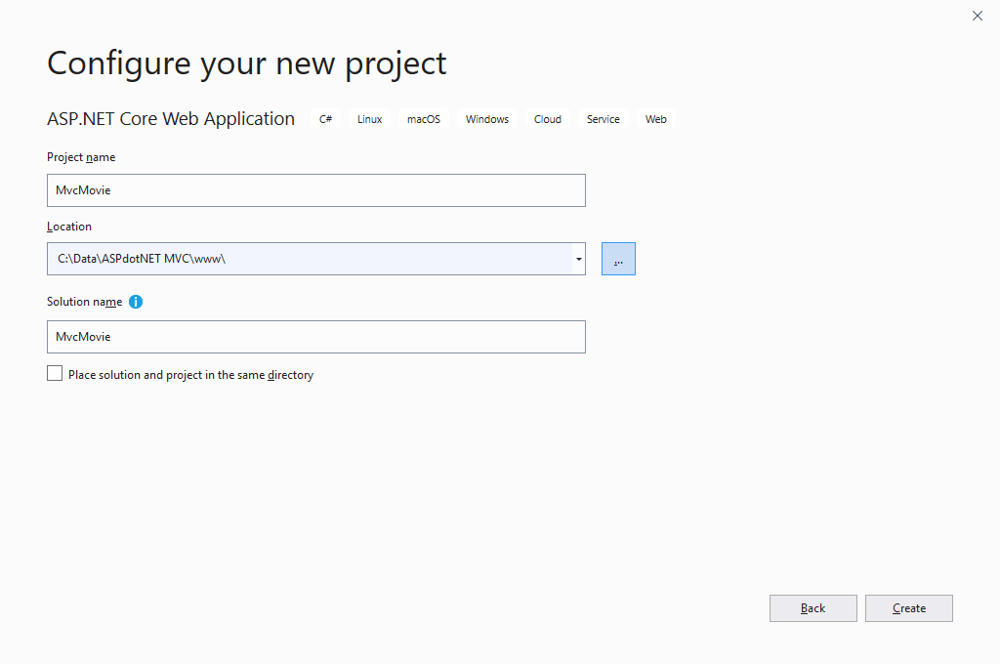 Configure your new project
ASP.NET Core Web Application C# Linux macOS Windows Cloud Service Web
Project name
MvcMovie
Location
C:\Data\ASPdotNET MVC\www\ ...
Solution name i
MvcMovie
Place solution and project in the same directory
Back Create